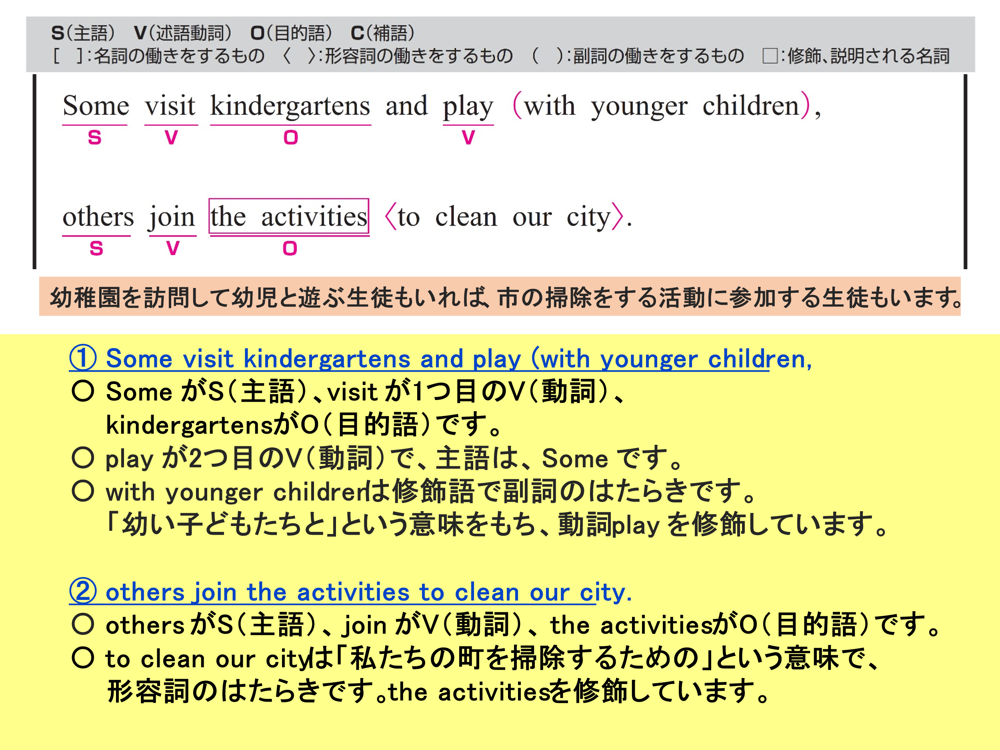 S(主語) V(述語動詞) O(目的語) C(補語)
[ ]:名詞の働きをするもの 〈 〉:形容詞の働きをするもの ( ):副詞の働きをするもの □:修飾、説明される名詞
Some visit kindergartens and play (with younger children),
S V O V
others join the activities 〈to clean our city〉.
S V O
幼稚園を訪問して幼児と遊ぶ生徒もいれば、市の掃除をする活動に参加する生徒もいます。
① Some visit kindergartens and play (with younger children,
○ Some がS(主語)、visit が1つ目のV(動詞)、
kindergartensがO(目的語)です。
○ play が2つ目のV(動詞)で、主語は、Some です。
○ with younger childrenは修飾語で副詞のはたらきです。
「幼い子どもたちと」という意味をもち、動詞play を修飾しています。
② others join the activities to clean our city.
○ others がS(主語)、join がV(動詞)、the activitiesがO(目的語)です。
○ to clean our cityは「私たちの町を掃除するための」という意味で、
形容詞のはたらきです。the activitiesを修飾しています。